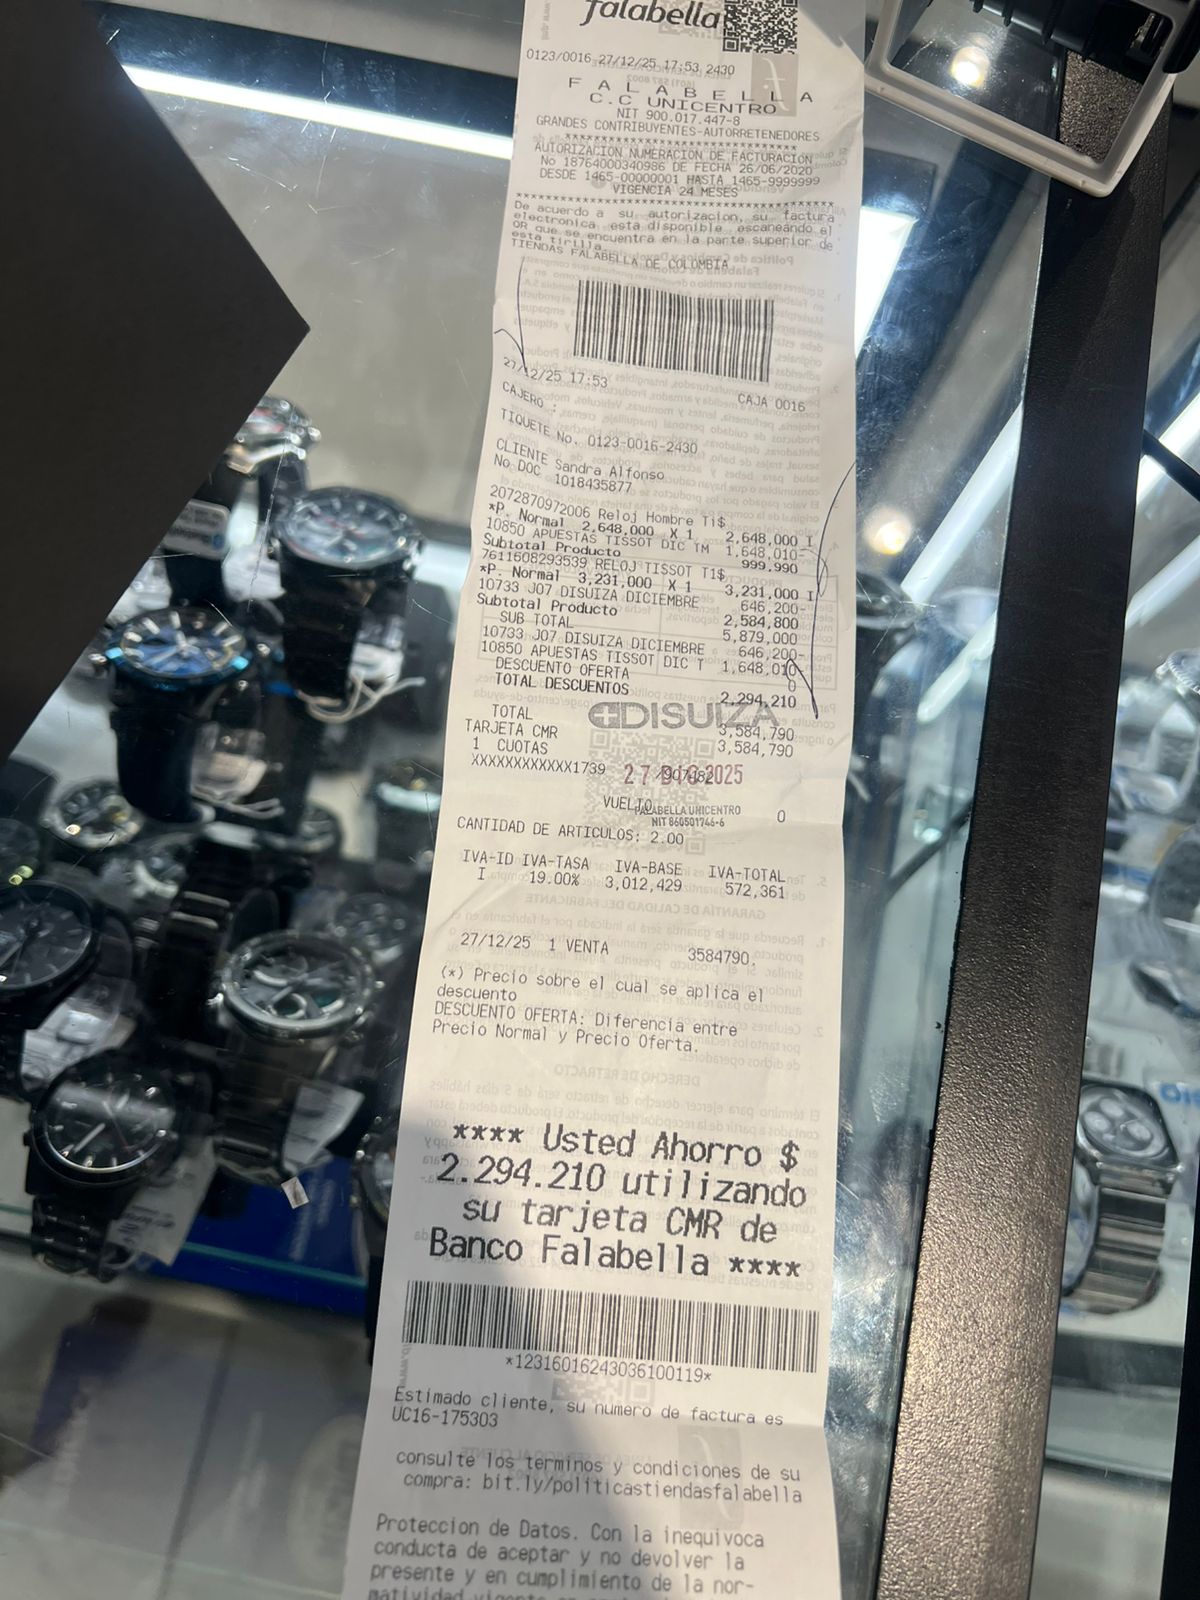 falabella
0123/0016 27/12/25 17:53 2430
F A L A B E L L A
C.C UNICENTRO
NIT 900.017.447-8
GRANDES CONTRIBUYENTES-AUTORRETENEDORES
AUTORIZACION NUMERACION DE FACTURACION
No 18764000340986 DE FECHA 26/06/2020
DESDE 1465-00000001 HASTA 1465-9999999
VIGENCIA 24 MESES
De acuerdo a su autorizacion, su factura
electronica esta disponible escaneando el
QR que se encuentra en la parte superior de
esta tirilla
TIENDAS FALABELLA DE COLOMBIA
27/12/25 17:53 CAJA 0016
CAJERO :
TIQUETE No. 0123-0016-2430
CLIENTE Sandra Alfonso
No DOC 1018435877
2072870972006 Reloj Hombre Ti$
*P. Normal 2,648,000 X 1 2,648,000 I
10850 APUESTAS TISSOT DIC TM 1,648,010-
Subtotal Producto 999,990
7611608293539 RELOJ TISSOT T1$
*P. Normal 3,231,000 X 1 3,231,000 I
10733 J07 DISUIZA DICIEMBRE 646,200-
Subtotal Producto 2,584,800
SUB TOTAL 5,879,000
10733 J07 DISUIZA DICIEMBRE 646,200-
10850 APUESTAS TISSOT DIC T 1,648,010
DESCUENTO OFERTA 0
TOTAL DESCUENTOS 2,294,210
DISUIZA
TOTAL 3,584,790
TARJETA CMR 3,584,790
1 CUOTAS
XXXXXXXXXXXX1739
27 DIC 2025
VUELTO 0
FALABELLA UNICENTRO
NIT 860501746-6
CANTIDAD DE ARTICULOS: 2.00
IVA-ID IVA-TASA IVA-BASE IVA-TOTAL
I 19.00% 3,012,429 572,361
27/12/25 1 VENTA 3584790.
(*) Precio sobre el cual se aplica el
descuento
DESCUENTO OFERTA: Diferencia entre
Precio Normal y Precio Oferta.
**** Usted Ahorro $
2.294.210 utilizando
su tarjeta CMR de
Banco Falabella ****
*12316016243036100119*
Estimado cliente, su numero de factura es
UC16-175303
consulte los terminos y condiciones de su
compra: bit.ly/politicastiendasfalabella
Proteccion de Datos. Con la inequivoca
conducta de aceptar y no devolver la
presente y en cumplimiento de la nor-
matividad vigente